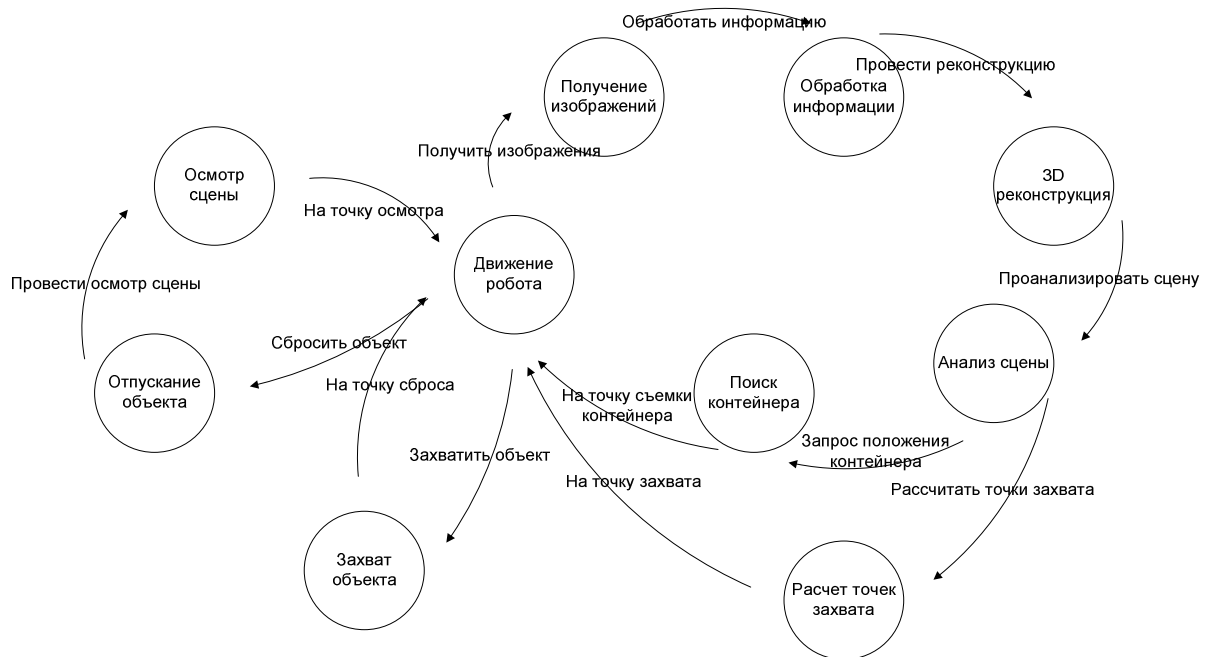 Обработать информацию
Провести реконструкцию
Получение
изображений
Обработка
информации
Получить изображения
Осмотр
сцены
3D
реконструкция
На точку осмотра
Движение
робота
Провести осмотр сцены
Проанализировать сцену
Сбросить объект
На точку сброса
Отпускание
объекта
На точку съемки
контейнера
Поиск
контейнера
Анализ сцены
Запрос положения
контейнера
Захватить объект
На точку захвата
Рассчитать точки захвата
Захват
объекта
Расчет точек
захвата